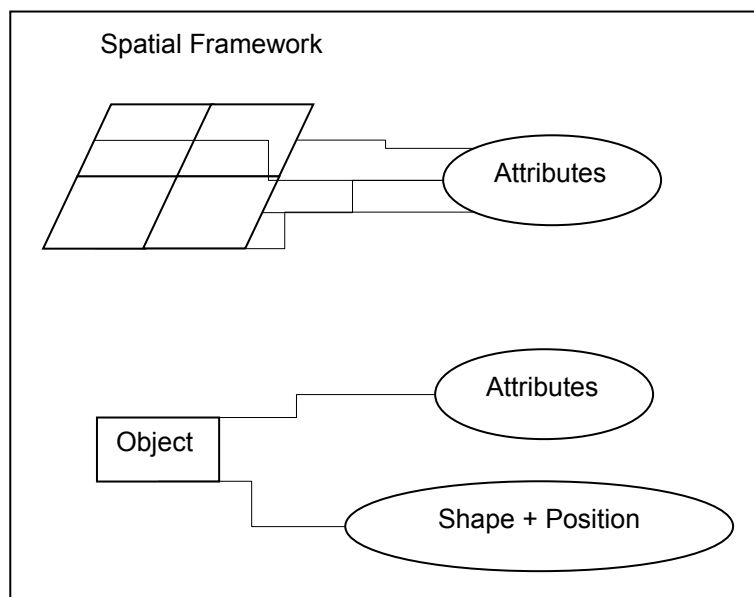 Spatial Framework
Attributes
Attributes
Object
Shape + Position